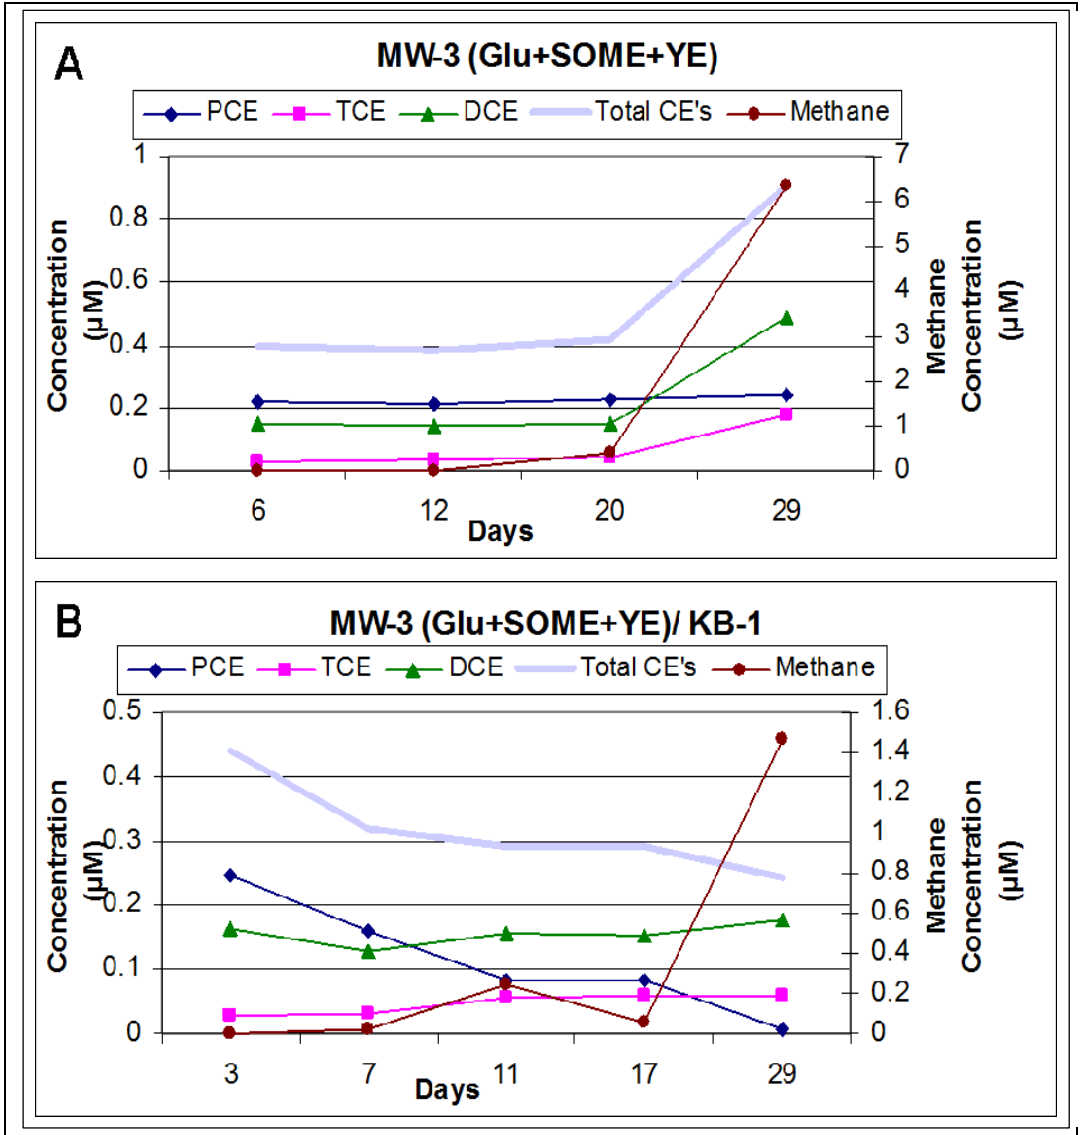 A
MW-3 (Glu+SOME+YE)
PCE TCE DCE Total CE's Methane
Concentration
(µM)
1
0.8
0.6
0.4
0.2
0
7
6
5
4
3
2
1
0
Methane
Concentration
(µM)
6 12 20 29
Days
B
MW-3 (Glu+SOME+YE)/ KB-1
PCE TCE DCE Total CE's Methane
Concentration
(µM)
0.5
0.4
0.3
0.2
0.1
0
1.6
1.4
1.2
1
0.8
0.6
0.4
0.2
0
Methane
Concentration
(µM)
3 7 11 17 29
Days